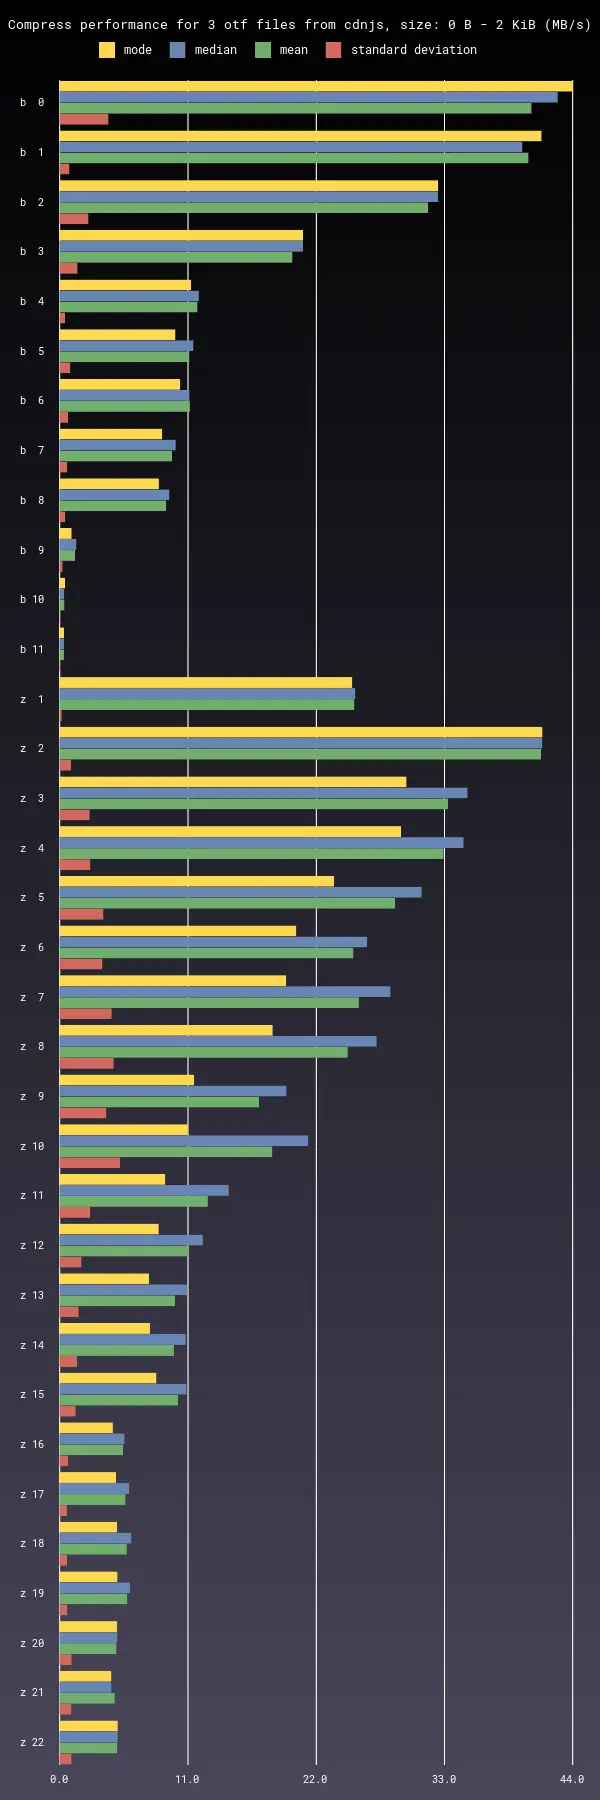 Compress performance for 3 otf files from cdnjs, size: 0 B - 2 KiB (MB/s)
mode median mean standard deviation
b 0
b 1
b 2
b 3
b 4
b 5
b 6
b 7
b 8
b 9
b 10
b 11
z 1
z 2
z 3
z 4
z 5
z 6
z 7
z 8
z 9
z 10
z 11
z 12
z 13
z 14
z 15
z 16
z 17
z 18
z 19
z 20
z 21
z 22
0.0 11.0 22.0 33.0 44.0